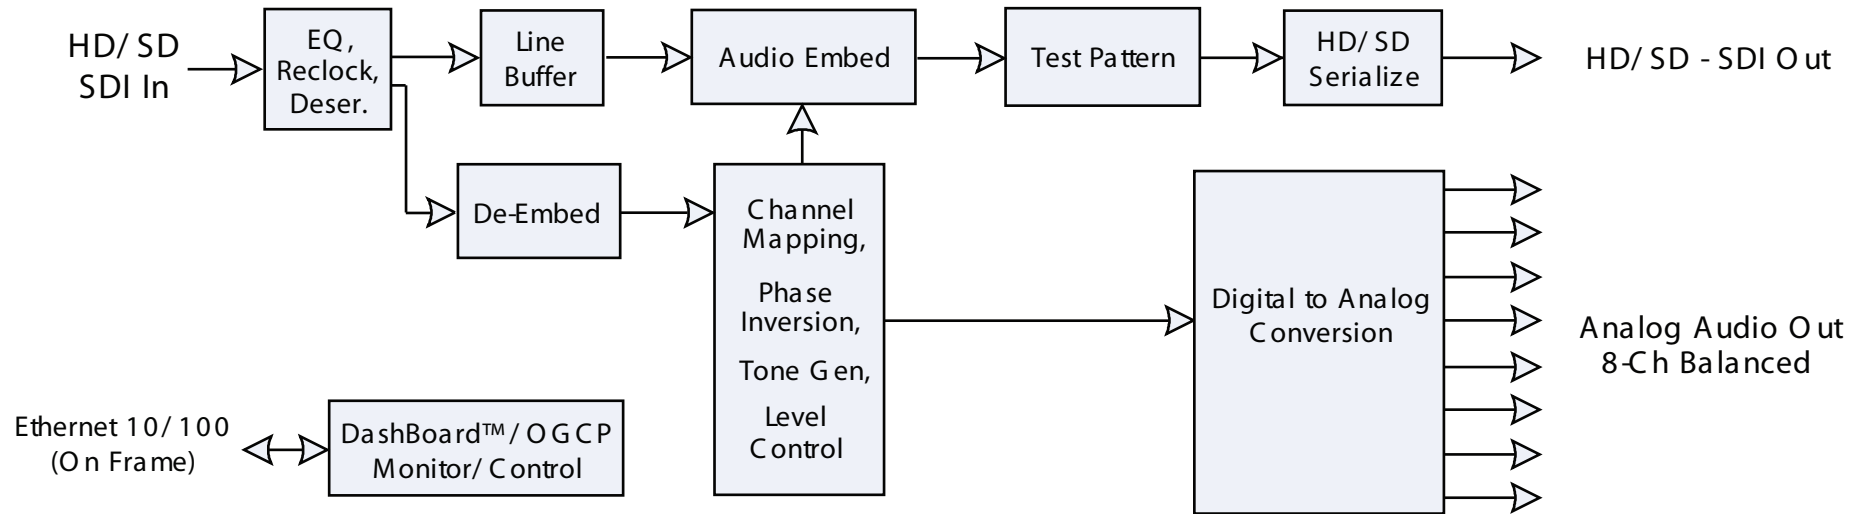 HD/SD
SDI In
EQ,
Reclock,
Deser.
Line
Buffer
Audio Embed
Test Pattern
HD/SD
Serialize
HD/SD - SDI Out
De-Embed
Channel
Mapping,
Phase
Inversion,
Tone Gen,
Level
Control
Digital to Analog
Conversion
Analog Audio Out
8-Ch Balanced
Ethernet 10/100
(On Frame)
DashBoard™/OGCP
Monitor/Control